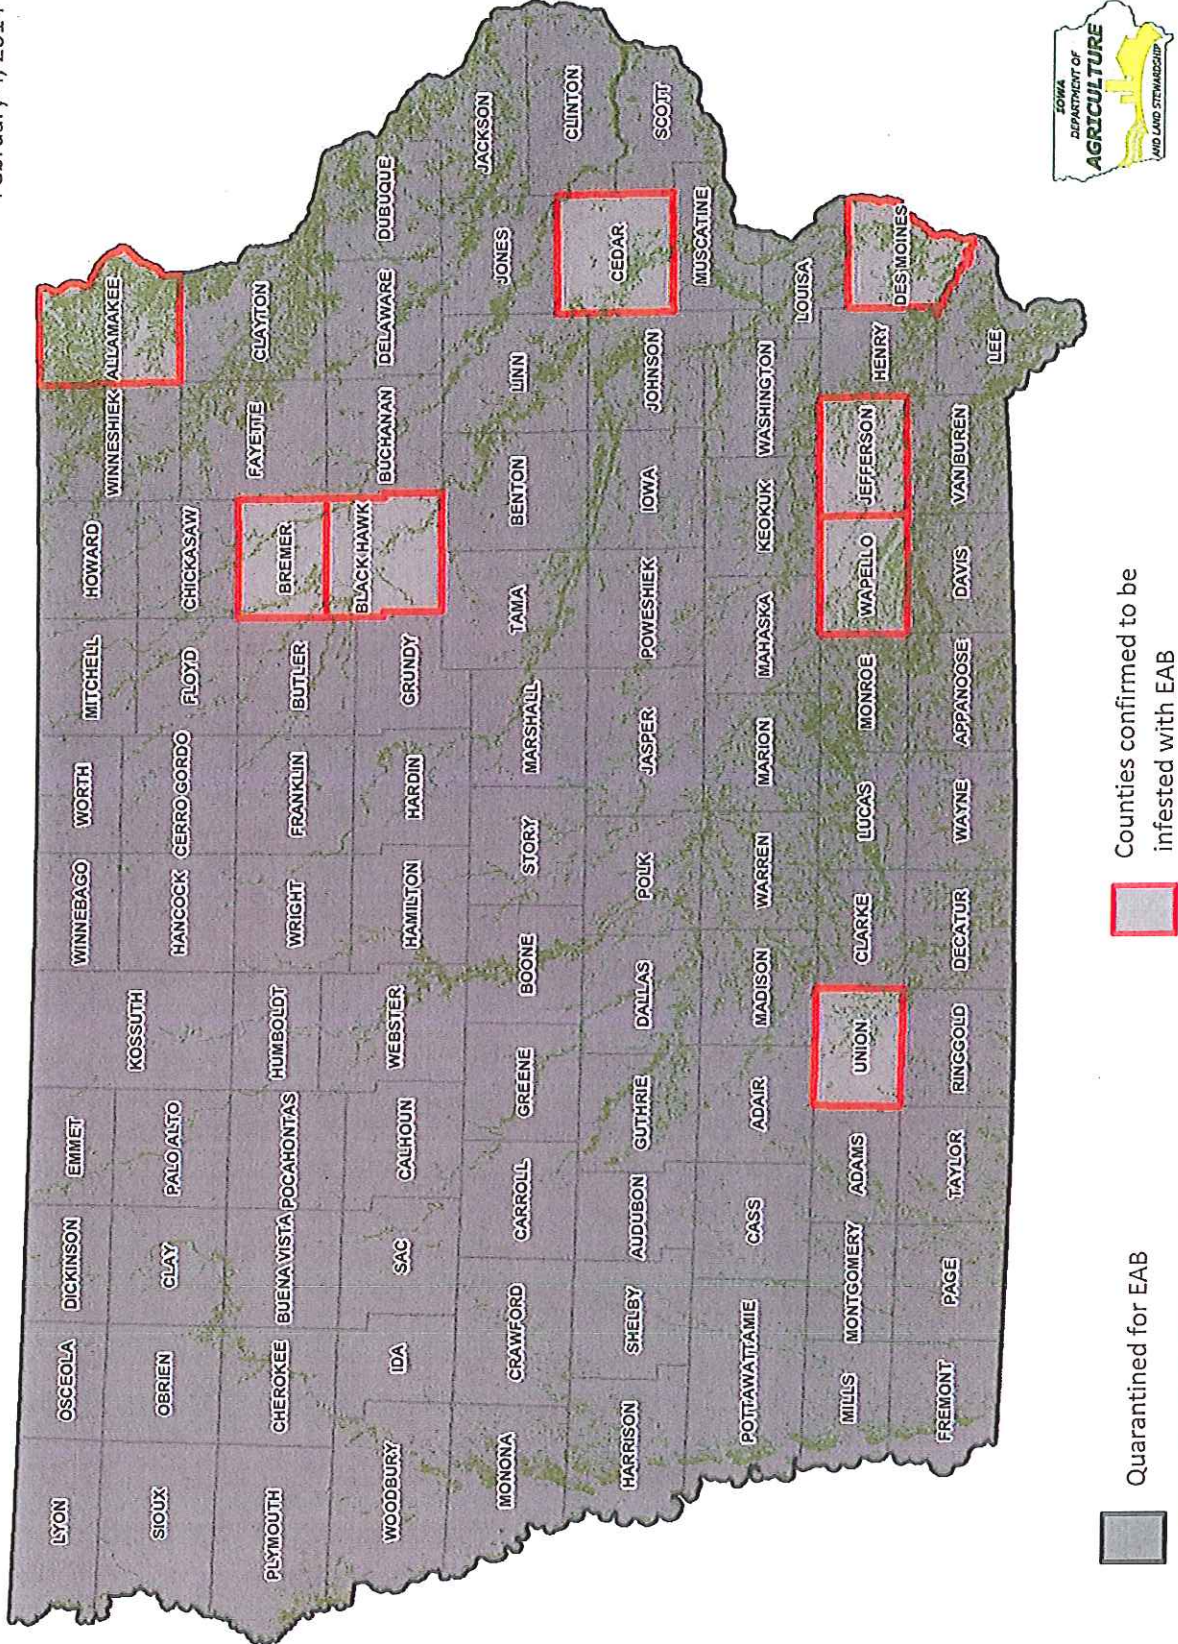 LYON
OSCEOLA
DICKINSON
EMMET
KOSSUTH
WINNEBAGO
WORTH
MITCHELL
HOWARD
WINNESHIEK
ALLAMAKEE
SIOUX
OBRIEN
CLAY
PALO ALTO
HANCOCK
CERRO GORDO
FLOYD
CHICKASAW
PLYMOUTH
CHEROKEE
BUENA VISTA
POCAHONTAS
HUMBOLDT
WRIGHT
FRANKLIN
BUTLER
BREMER
FAYETTE
CLAYTON
WOODBURY
IDA
SAC
CALHOUN
WEBSTER
HAMILTON
HARDIN
GRUNDY
BLACK HAWK
BUCHANAN
DELAWARE
DUBUQUE
MONONA
CRAWFORD
CARROLL
GREENE
BOONE
STORY
MARSHALL
TAMA
BENTON
LINN
JONES
JACKSON
HARRISON
SHELBY
AUDUBON
GUTHRIE
DALLAS
POLK
JASPER
POWESHIEK
IOWA
JOHNSON
CEDAR
CLINTON
SCOTT
POTTAWATTAMIE
CASS
ADAIR
MADISON
WARREN
MARION
MAHASKA
KEOKUK
WASHINGTON
MUSCATINE
LOUISA
MILLS
MONTGOMERY
ADAMS
UNION
CLARKE
LUCAS
MONROE
WAPELLO
JEFFERSON
HENRY
DES MOINES
FREMONT
PAGE
TAYLOR
RINGGOLD
DECATUR
WAYNE
APPANOOSE
DAVIS
VAN BUREN
LEE
Quarantined for EAB
Counties confirmed to be
infested with EAB
IOWA
DEPARTMENT OF
AGRICULTURE
AND LAND STEWARDSHIP